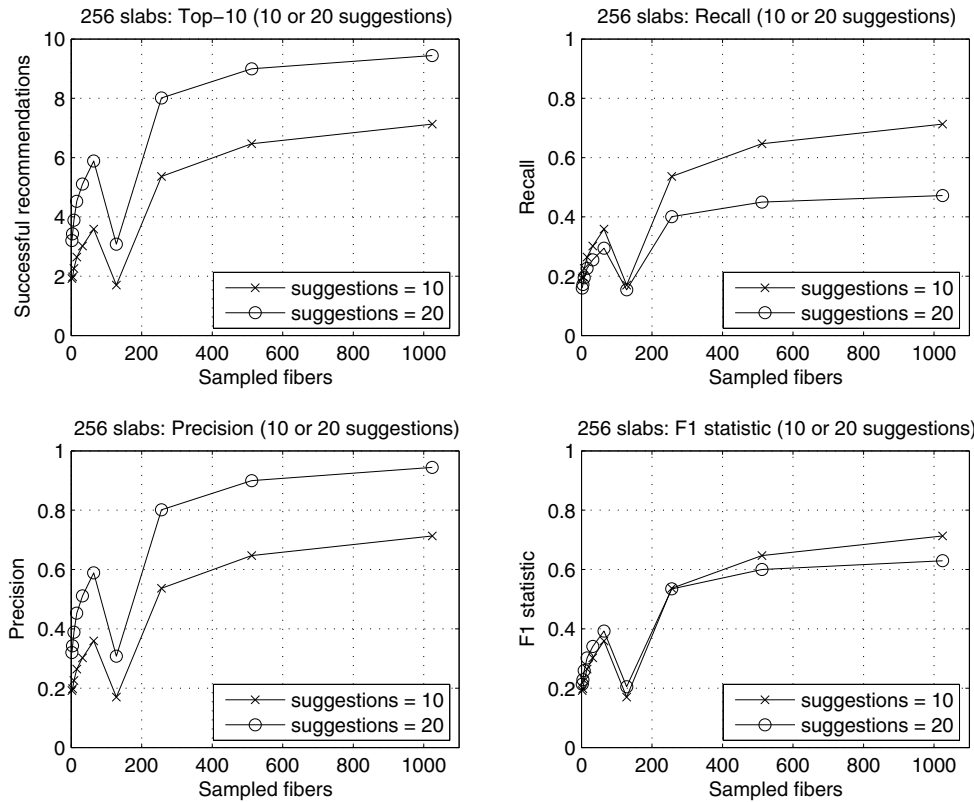 256 slabs: Top-10 (10 or 20 suggestions)
10
8
6
4
2
0
Successful recommendations
suggestions = 10
suggestions = 20
0 200 400 600 800 1000
Sampled fibers
256 slabs: Recall (10 or 20 suggestions)
1
0.8
0.6
0.4
0.2
0
Recall
suggestions = 10
suggestions = 20
0 200 400 600 800 1000
Sampled fibers
256 slabs: Precision (10 or 20 suggestions)
1
0.8
0.6
0.4
0.2
0
Precision
suggestions = 10
suggestions = 20
0 200 400 600 800 1000
Sampled fibers
256 slabs: F1 statistic (10 or 20 suggestions)
1
0.8
0.6
0.4
0.2
0
F1 statistic
suggestions = 10
suggestions = 20
0 200 400 600 800 1000
Sampled fibers